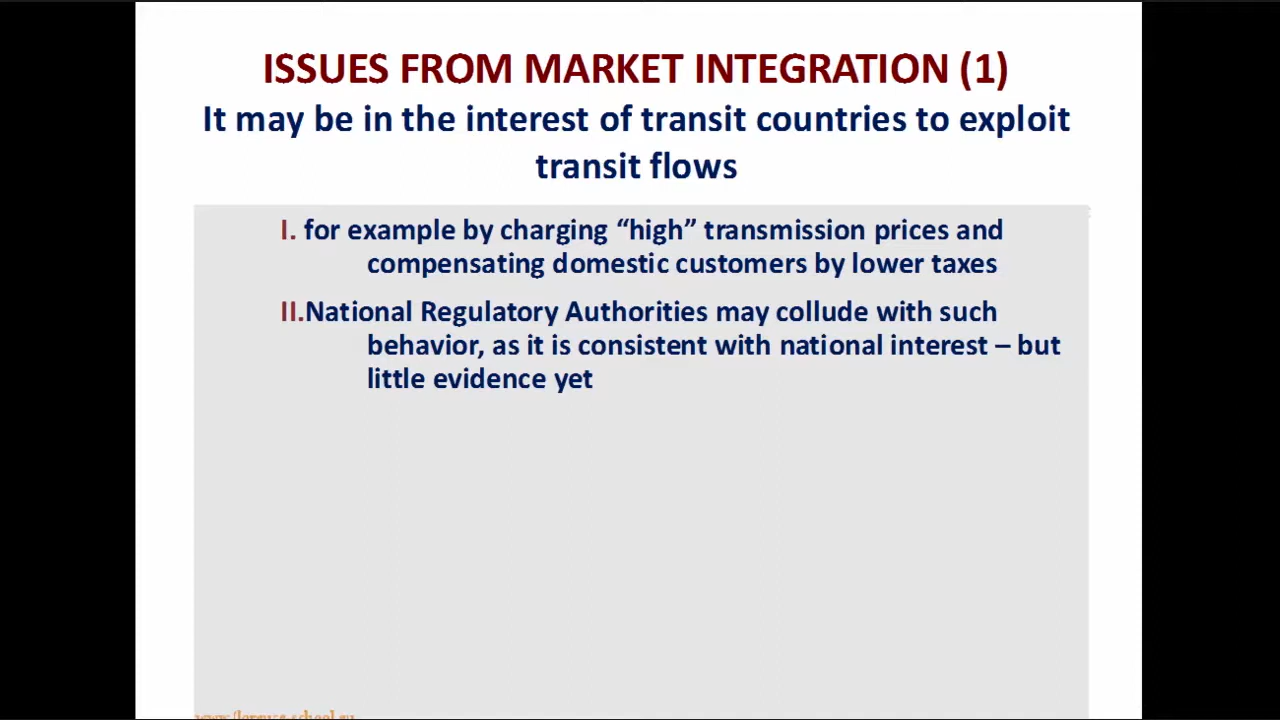 ISSUES FROM MARKET INTEGRATION (1)
It may be in the interest of transit countries to exploit
transit flows
I. for example by charging “high” transmission prices and
compensating domestic customers by lower taxes
II.National Regulatory Authorities may collude with such
behavior, as it is consistent with national interest – but
little evidence yet